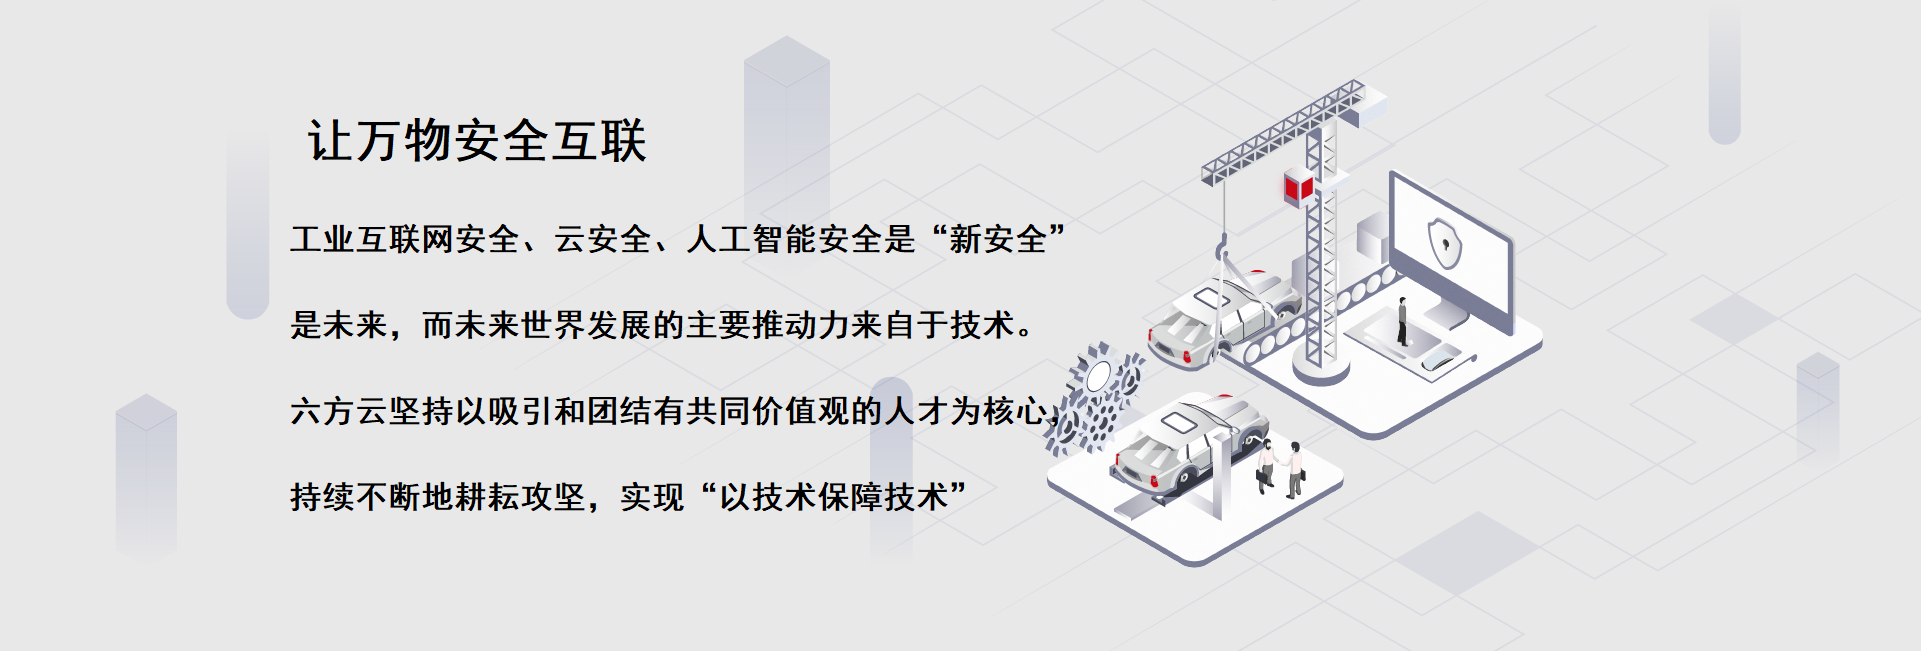 让万物安全互联
工业互联网安全、云安全、人工智能安全是“新安全”
是未来，而未来世界发展的主要推动力来自于技术。
六方云坚持以吸引和团结有共同价值观的人才为核心，
持续不断地耕耘攻坚，实现“以技术保障技术”